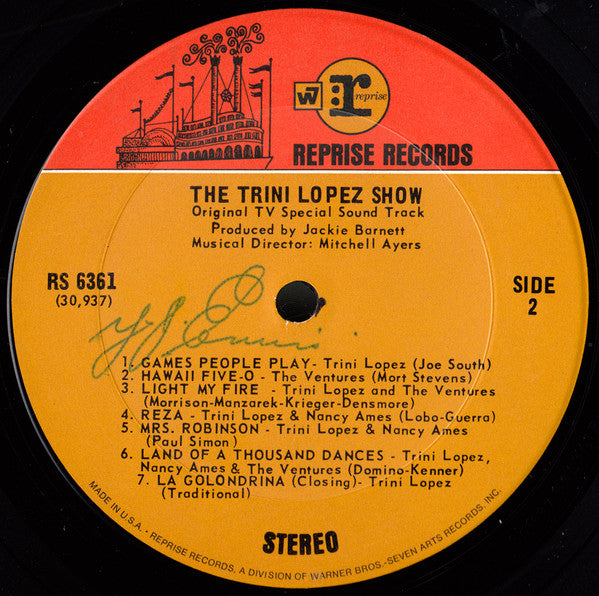 W7 r reprise
REPRISE RECORDS
THE TRINI LOPEZ SHOW
Original TV Special Sound Track
Produced by Jackie Barnett
Musical Director: Mitchell Ayers
RS 6361
(30,937)
SIDE
2
1. GAMES PEOPLE PLAY - Trini Lopez (Joe South)
2. HAWAII FIVE-O - The Ventures (Mort Stevens)
3. LIGHT MY FIRE - Trini Lopez and The Ventures
(Morrison-Manzarek-Krieger-Densmore)
4. REZA - Trini Lopez & Nancy Ames (Lobo-Guerra)
5. MRS. ROBINSON - Trini Lopez & Nancy Ames
(Paul Simon)
6. LAND OF A THOUSAND DANCES - Trini Lopez,
Nancy Ames & The Ventures (Domino-Kenner)
7. LA GOLONDRINA (Closing) - Trini Lopez
(Traditional)
STEREO
MADE IN U.S.A. • REPRISE RECORDS, A DIVISION OF WARNER BROS.-SEVEN ARTS RECORDS, INC.